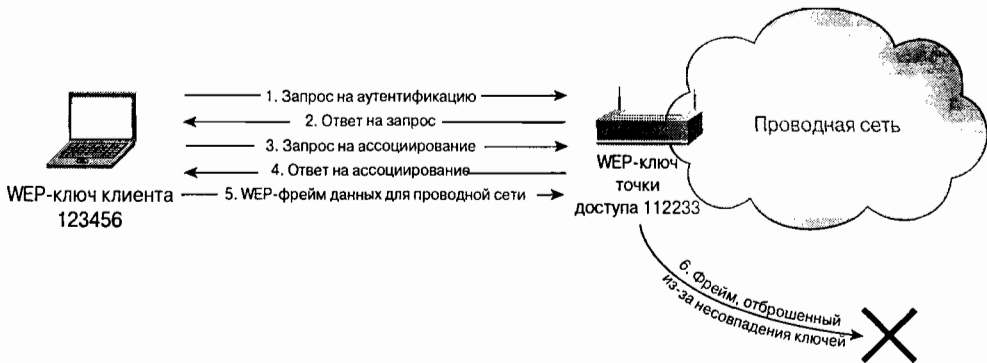 1. Запрос на аутентификацию
2. Ответ на запрос
3. Запрос на ассоциирование
4. Ответ на ассоциирование
5. WEP-фрейм данных для проводной сети
WEP-ключ клиента
123456
WEP-ключ
точки
доступа 112233
Проводная сеть
6. Фрейм, отброшенный
из-за несовпадения ключей